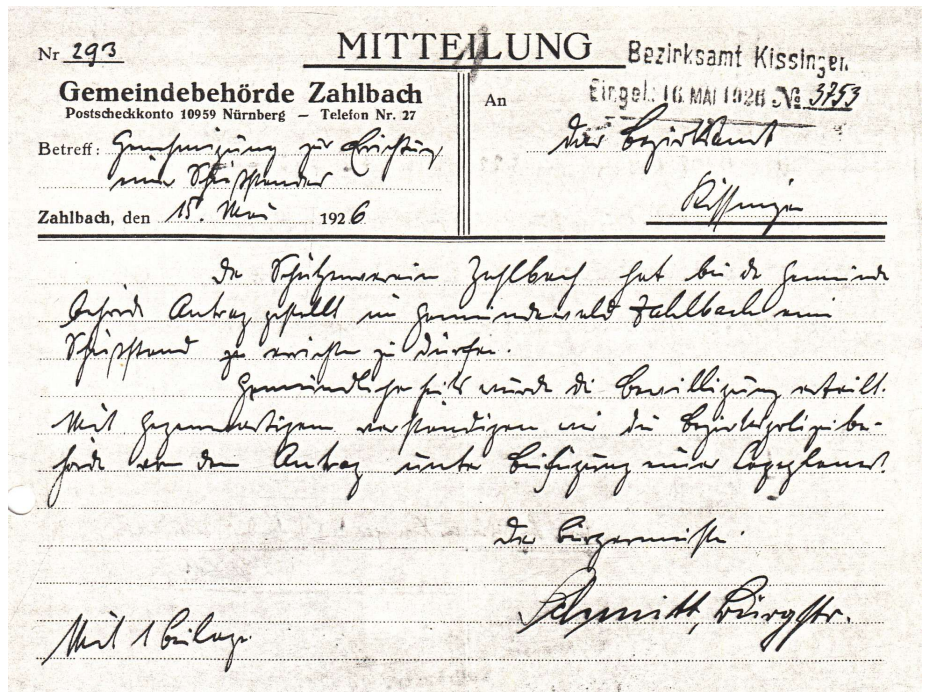 Nr 293
MITTEILUNG
Bezirksamt Kissingen
Eingel: 16 MAI 1926 № 3753
Gemeindebehörde Zahlbach
Postscheckkonto 10959 Nürnberg — Telefon Nr. 27
An
das Bezirksamt
Kissingen
Betreff: Genehmigung zur Errichtung
eines Schießstandes
Zahlbach, den 15. Mai 1926
Der Schützenverein Zahlbach hat bei der Gemeinde
behörde Antrag gestellt im Gemeindewald Zahlbach einen
Schießstand zu errichten zu dürfen.
Gemeindlicherseits wurde die Bewilligung erteilt.
Mit Gegenwärtigem verständigen wir die Bezirkspolizeibe-
hörde von dem Antrag unter Beifügung eines Lageplanes.
Der Bürgermeister
Schmitt, Bürgstr.
Mit 1 Beilage